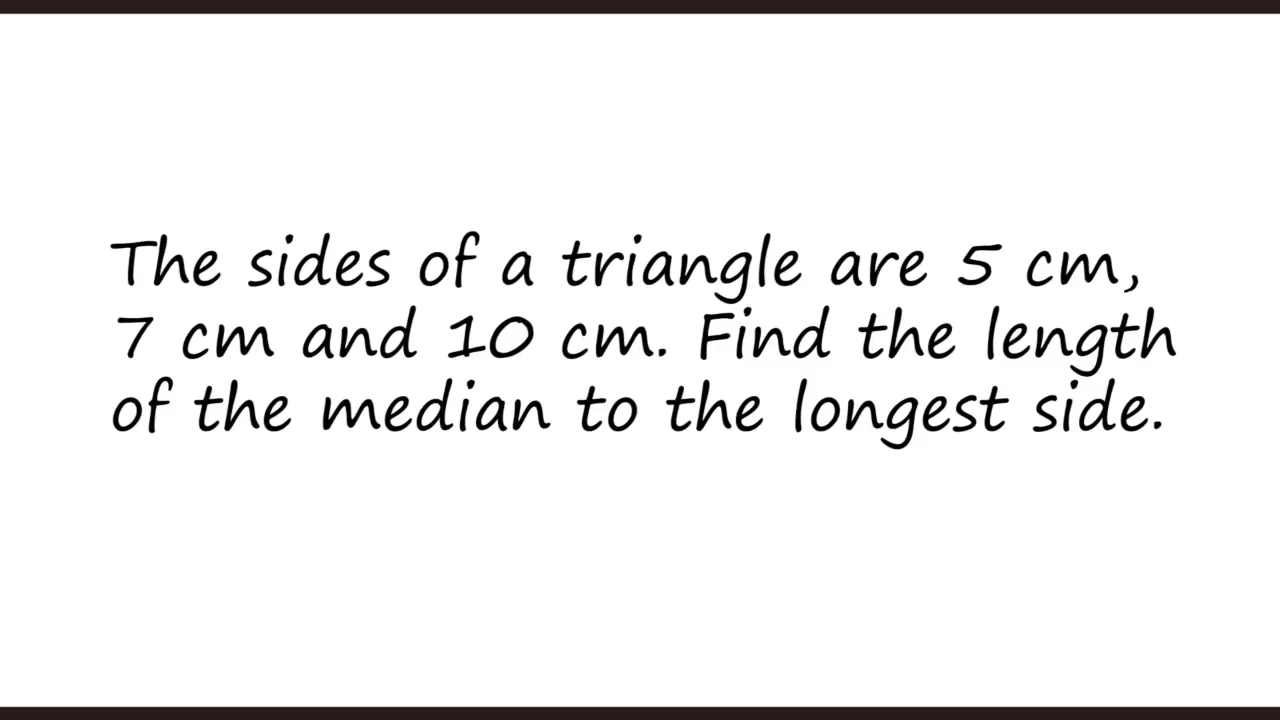 The sides of a triangle are 5 cm,
7 cm and 10 cm. Find the length
of the median to the longest side.